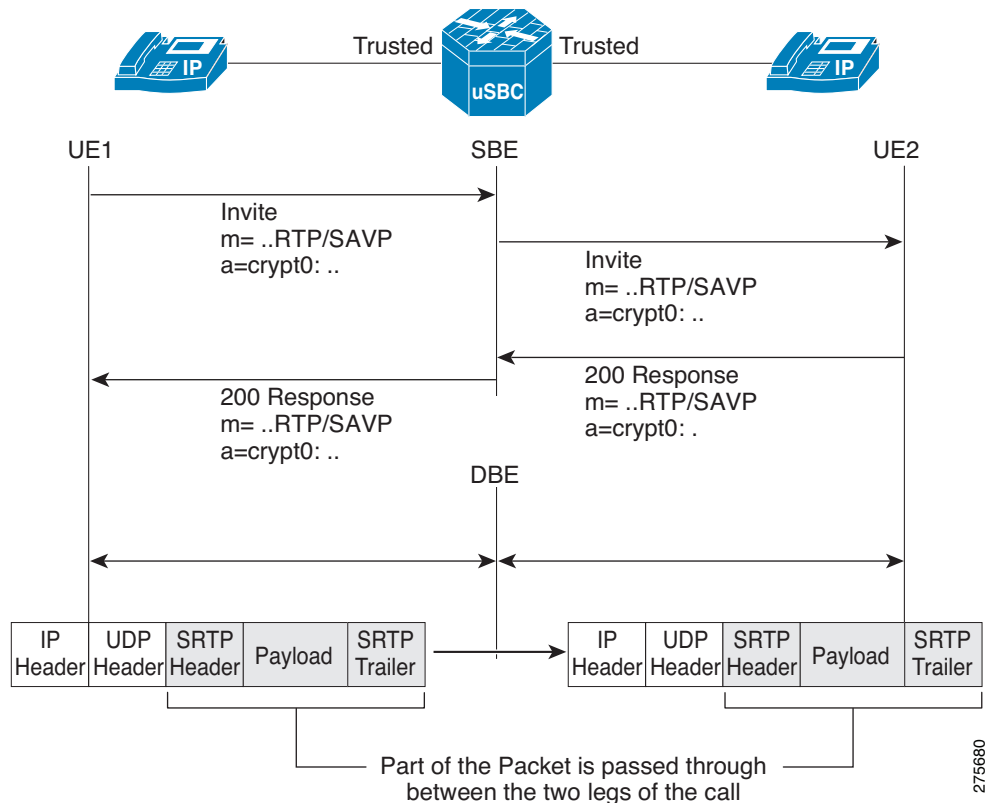 Trusted
Trusted
IP
uSBC
IP
UE1
SBE
UE2
Invite
m= ..RTP/SAVP
a=crypt0: ..
Invite
m= ..RTP/SAVP
a=crypt0: ..
200 Response
m= ..RTP/SAVP
a=crypt0: ..
200 Response
m= ..RTP/SAVP
a=crypt0: .
DBE
IP
Header
UDP
Header
SRTP
Header
Payload
SRTP
Trailer
IP
Header
UDP
Header
SRTP
Header
Payload
SRTP
Trailer
Part of the Packet is passed through
between the two legs of the call
275680